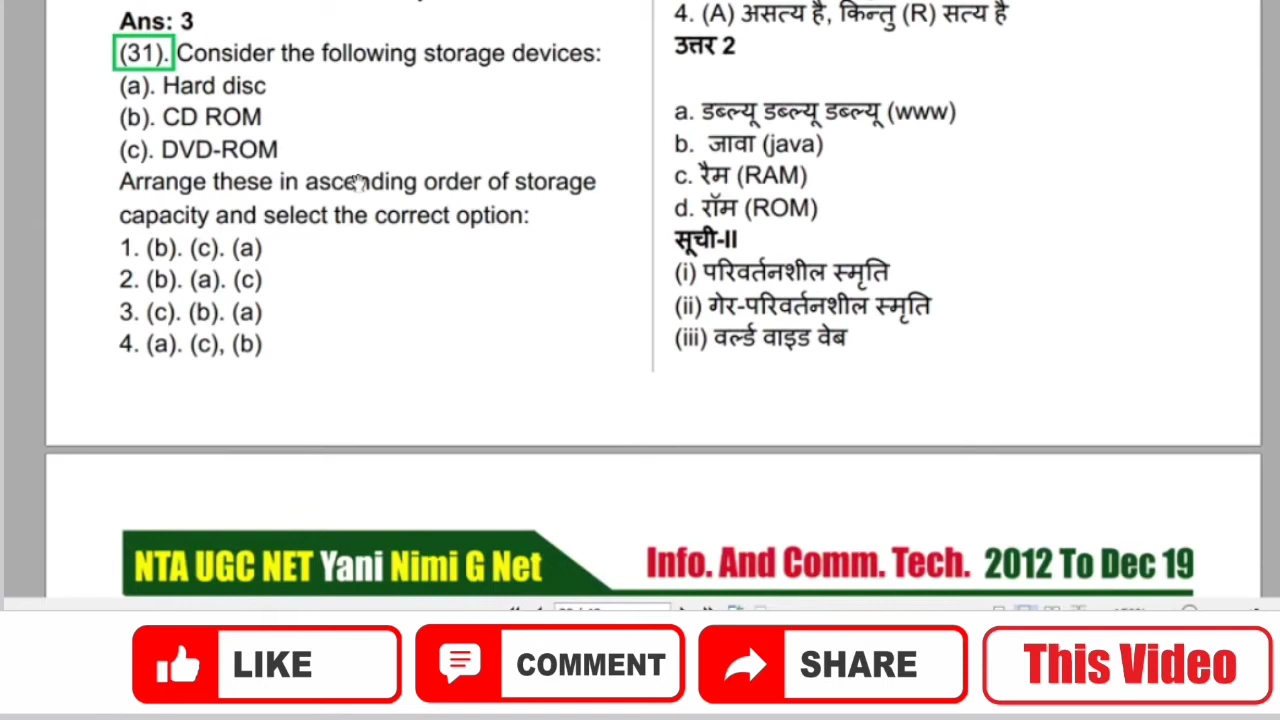 Ans: 3
(31). Consider the following storage devices:
(a). Hard disc
(b). CD ROM
(c). DVD-ROM
Arrange these in ascending order of storage
capacity and select the correct option:
1. (b). (c). (a)
2. (b). (a). (c)
3. (c). (b). (a)
4. (a). (c), (b)
4. (A) असत्य है, किन्तु (R) सत्य है
उत्तर 2
a. डब्ल्यू डब्ल्यू डब्ल्यू (www)
b. जावा (java)
c. रैम (RAM)
d. रॉम (ROM)
सूची-II
(i) परिवर्तनशील स्मृति
(ii) गेर-परिवर्तनशील स्मृति
(iii) वर्ल्ड वाइड वेब
NTA UGC NET Yani Nimi G Net
Info. And Comm. Tech. 2012 To Dec 19
LIKE
COMMENT
SHARE
This Video